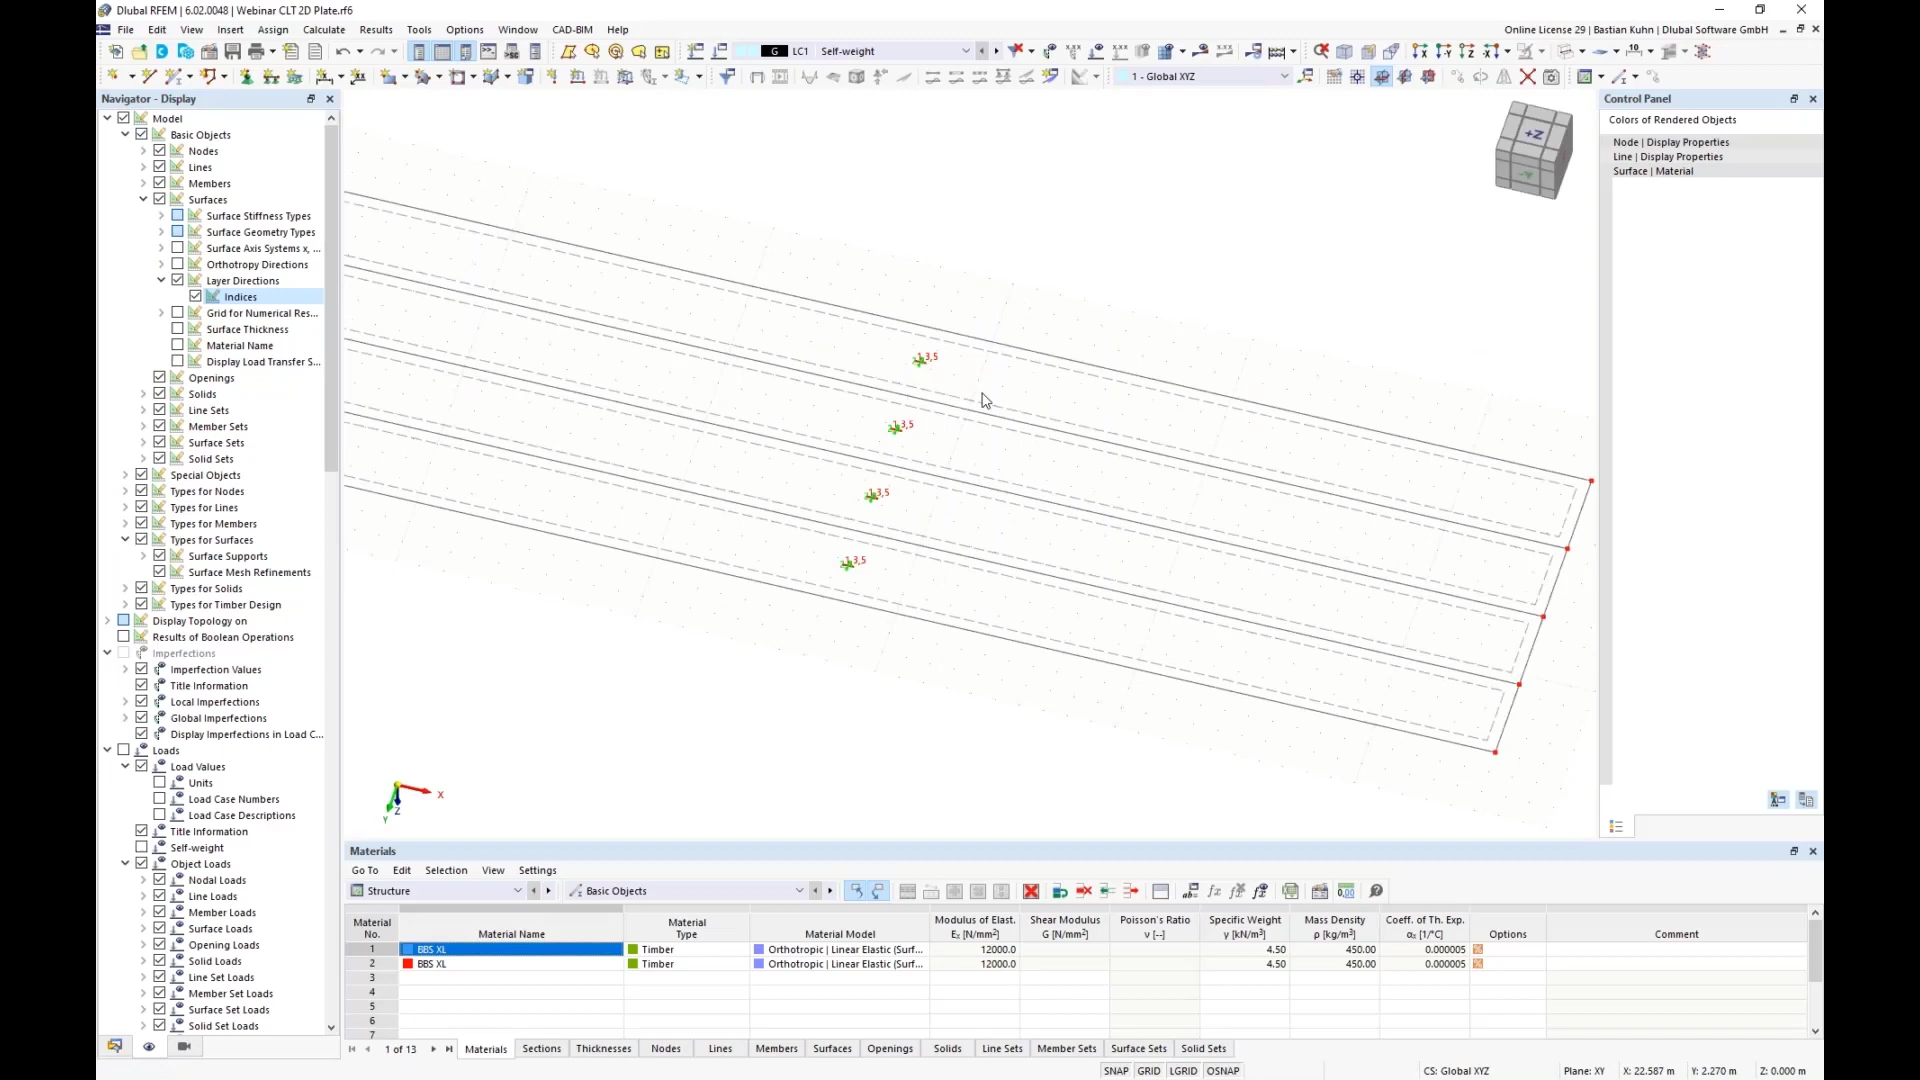 Dlubal RFEM | 6.02.0048 | Webinar CLT 2D Plate.rf6
File Edit View Insert Assign Calculate Results Tools Options Window CAD-BIM Help
Online License 29 | Bastian Kuhn | Dlubal Software GmbH
G LC1 Self-weight
1 - Global XYZ
Navigator - Display
Model
Basic Objects
Nodes
Lines
Members
Surfaces
Surface Stiffness Types
Surface Geometry Types
Surface Axis Systems x, ...
Orthotropy Directions
Layer Directions
Indices
Grid for Numerical Res...
Surface Thickness
Material Name
Display Load Transfer S...
Openings
Solids
Line Sets
Member Sets
Surface Sets
Solid Sets
Special Objects
Types for Nodes
Types for Lines
Types for Members
Types for Surfaces
Surface Supports
Surface Mesh Refinements
Types for Solids
Types for Timber Design
Display Topology on
Results of Boolean Operations
Imperfections
Imperfection Values
Title Information
Local Imperfections
Global Imperfections
Display Imperfections in Load C...
Loads
Load Values
Units
Load Case Numbers
Load Case Descriptions
Title Information
Self-weight
Object Loads
Nodal Loads
Line Loads
Member Loads
Surface Loads
Opening Loads
Solid Loads
Line Set Loads
Member Set Loads
Surface Set Loads
Solid Set Loads
1,3,5
1,3,5
1,3,5
1,3,5
X
Y
Z
+Z
-Y
Control Panel
Colors of Rendered Objects
Node | Display Properties
Line | Display Properties
Surface | Material
Materials
Go To Edit Selection View Settings
Structure Basic Objects
Material No. Material Name Material Type Material Model Modulus of Elast. Ex [N/mm²] Shear Modulus G [N/mm²] Poisson's Ratio ν [--] Specific Weight γ [kN/m³] Mass Density ρ [kg/m³] Coeff. of Th. Exp. αx [1/°C] Options Comment
1 BBS XL Timber Orthotropic | Linear Elastic (Surf... 12000.0 4.50 450.00 0.000005
2 BBS XL Timber Orthotropic | Linear Elastic (Surf... 12000.0 4.50 450.00 0.000005
3
4
5
6
7
1 of 13 Materials Sections Thicknesses Nodes Lines Members Surfaces Openings Solids Line Sets Member Sets Surface Sets Solid Sets
SNAP GRID LGRID OSNAP CS: Global XYZ Plane: XY X: 22.587 m Y: 2.270 m Z: 0.000 m